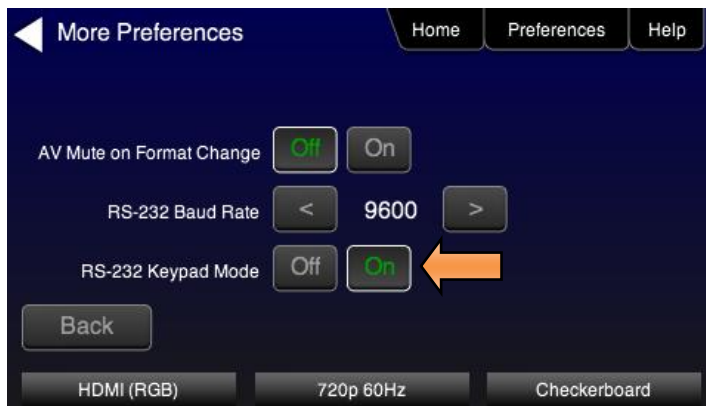 More Preferences Home Preferences Help
AV Mute on Format Change Off On
RS-232 Baud Rate < 9600 >
RS-232 Keypad Mode Off On
Back
HDMI (RGB) 720p 60Hz Checkerboard